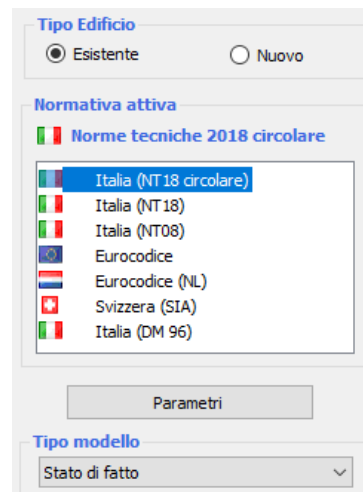 Tipo Edificio
Esistente Nuovo
Normativa attiva
Norme tecniche 2018 circolare
Italia (NT18 circolare)
Italia (NT18)
Italia (NT08)
Eurocodice
Eurocodice (NL)
Svizzera (SIA)
Italia (DM 96)
Parametri
Tipo modello
Stato di fatto